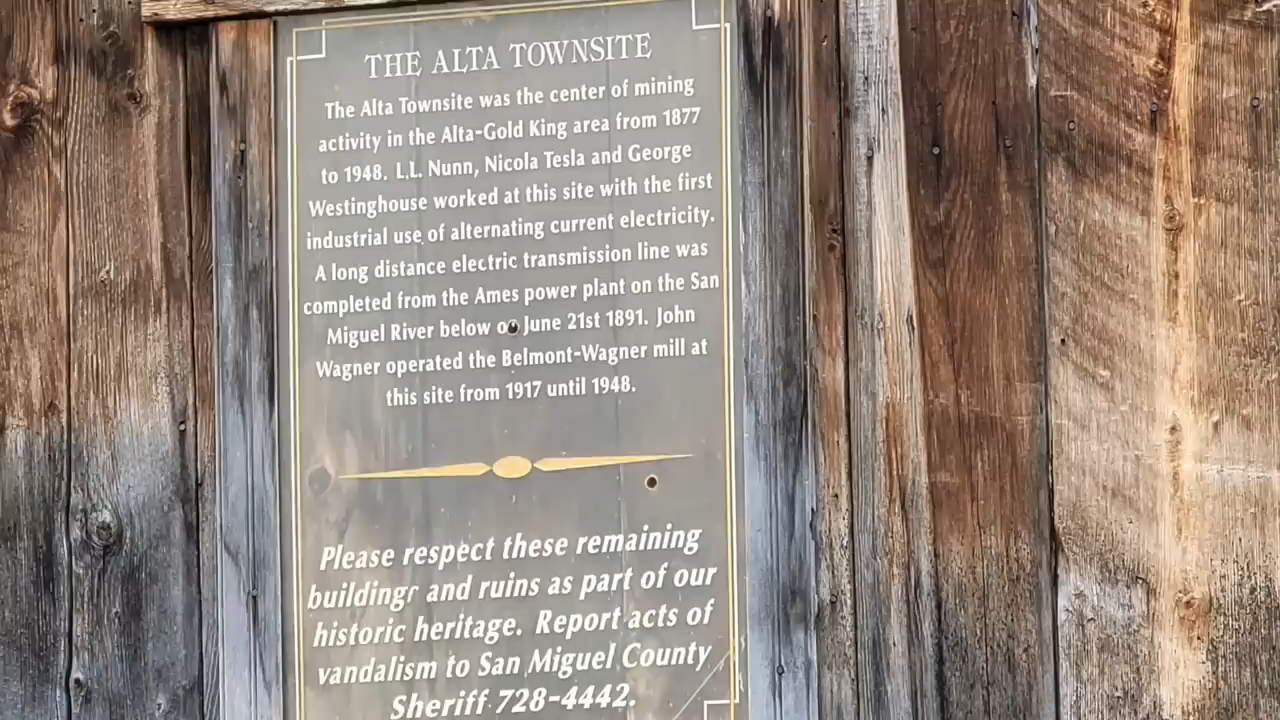 THE ALTA TOWNSITE
The Alta Townsite was the center of mining
activity in the Alta-Gold King area from 1877
to 1948. L.L. Nunn, Nicola Tesla and George
Westinghouse worked at this site with the first
industrial use of alternating current electricity.
A long distance electric transmission line was
completed from the Ames power plant on the San
Miguel River below on June 21st 1891. John
Wagner operated the Belmont-Wagner mill at
this site from 1917 until 1948.
Please respect these remaining
buildings and ruins as part of our
historic heritage. Report acts of
vandalism to San Miguel County
Sheriff 728-4442.